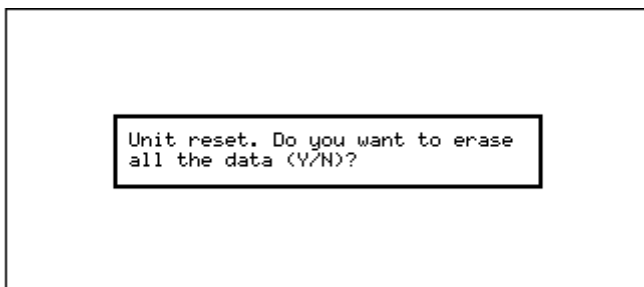 Unit reset. Do you want to erase
all the data (Y/N)?